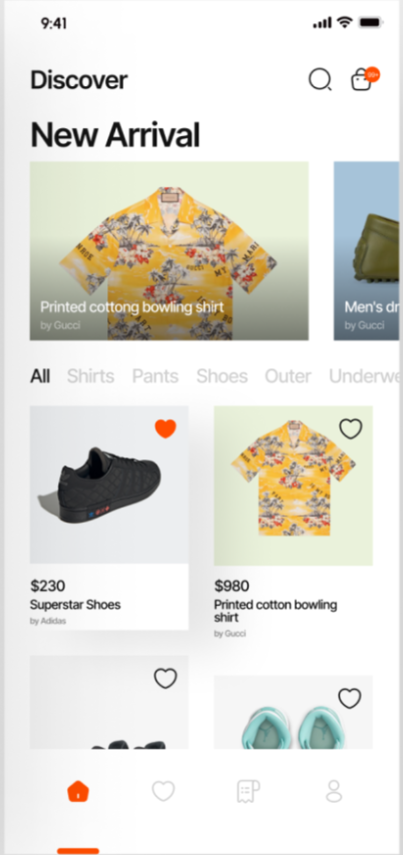 9:41
Discover
New Arrival
Printed cottong bowling shirt
by Gucci
Men's dr
by Gucci
All Shirts Pants Shoes Outer Underwe
$230
Superstar Shoes
by Adidas
$980
Printed cotton bowling
shirt
by Gucci